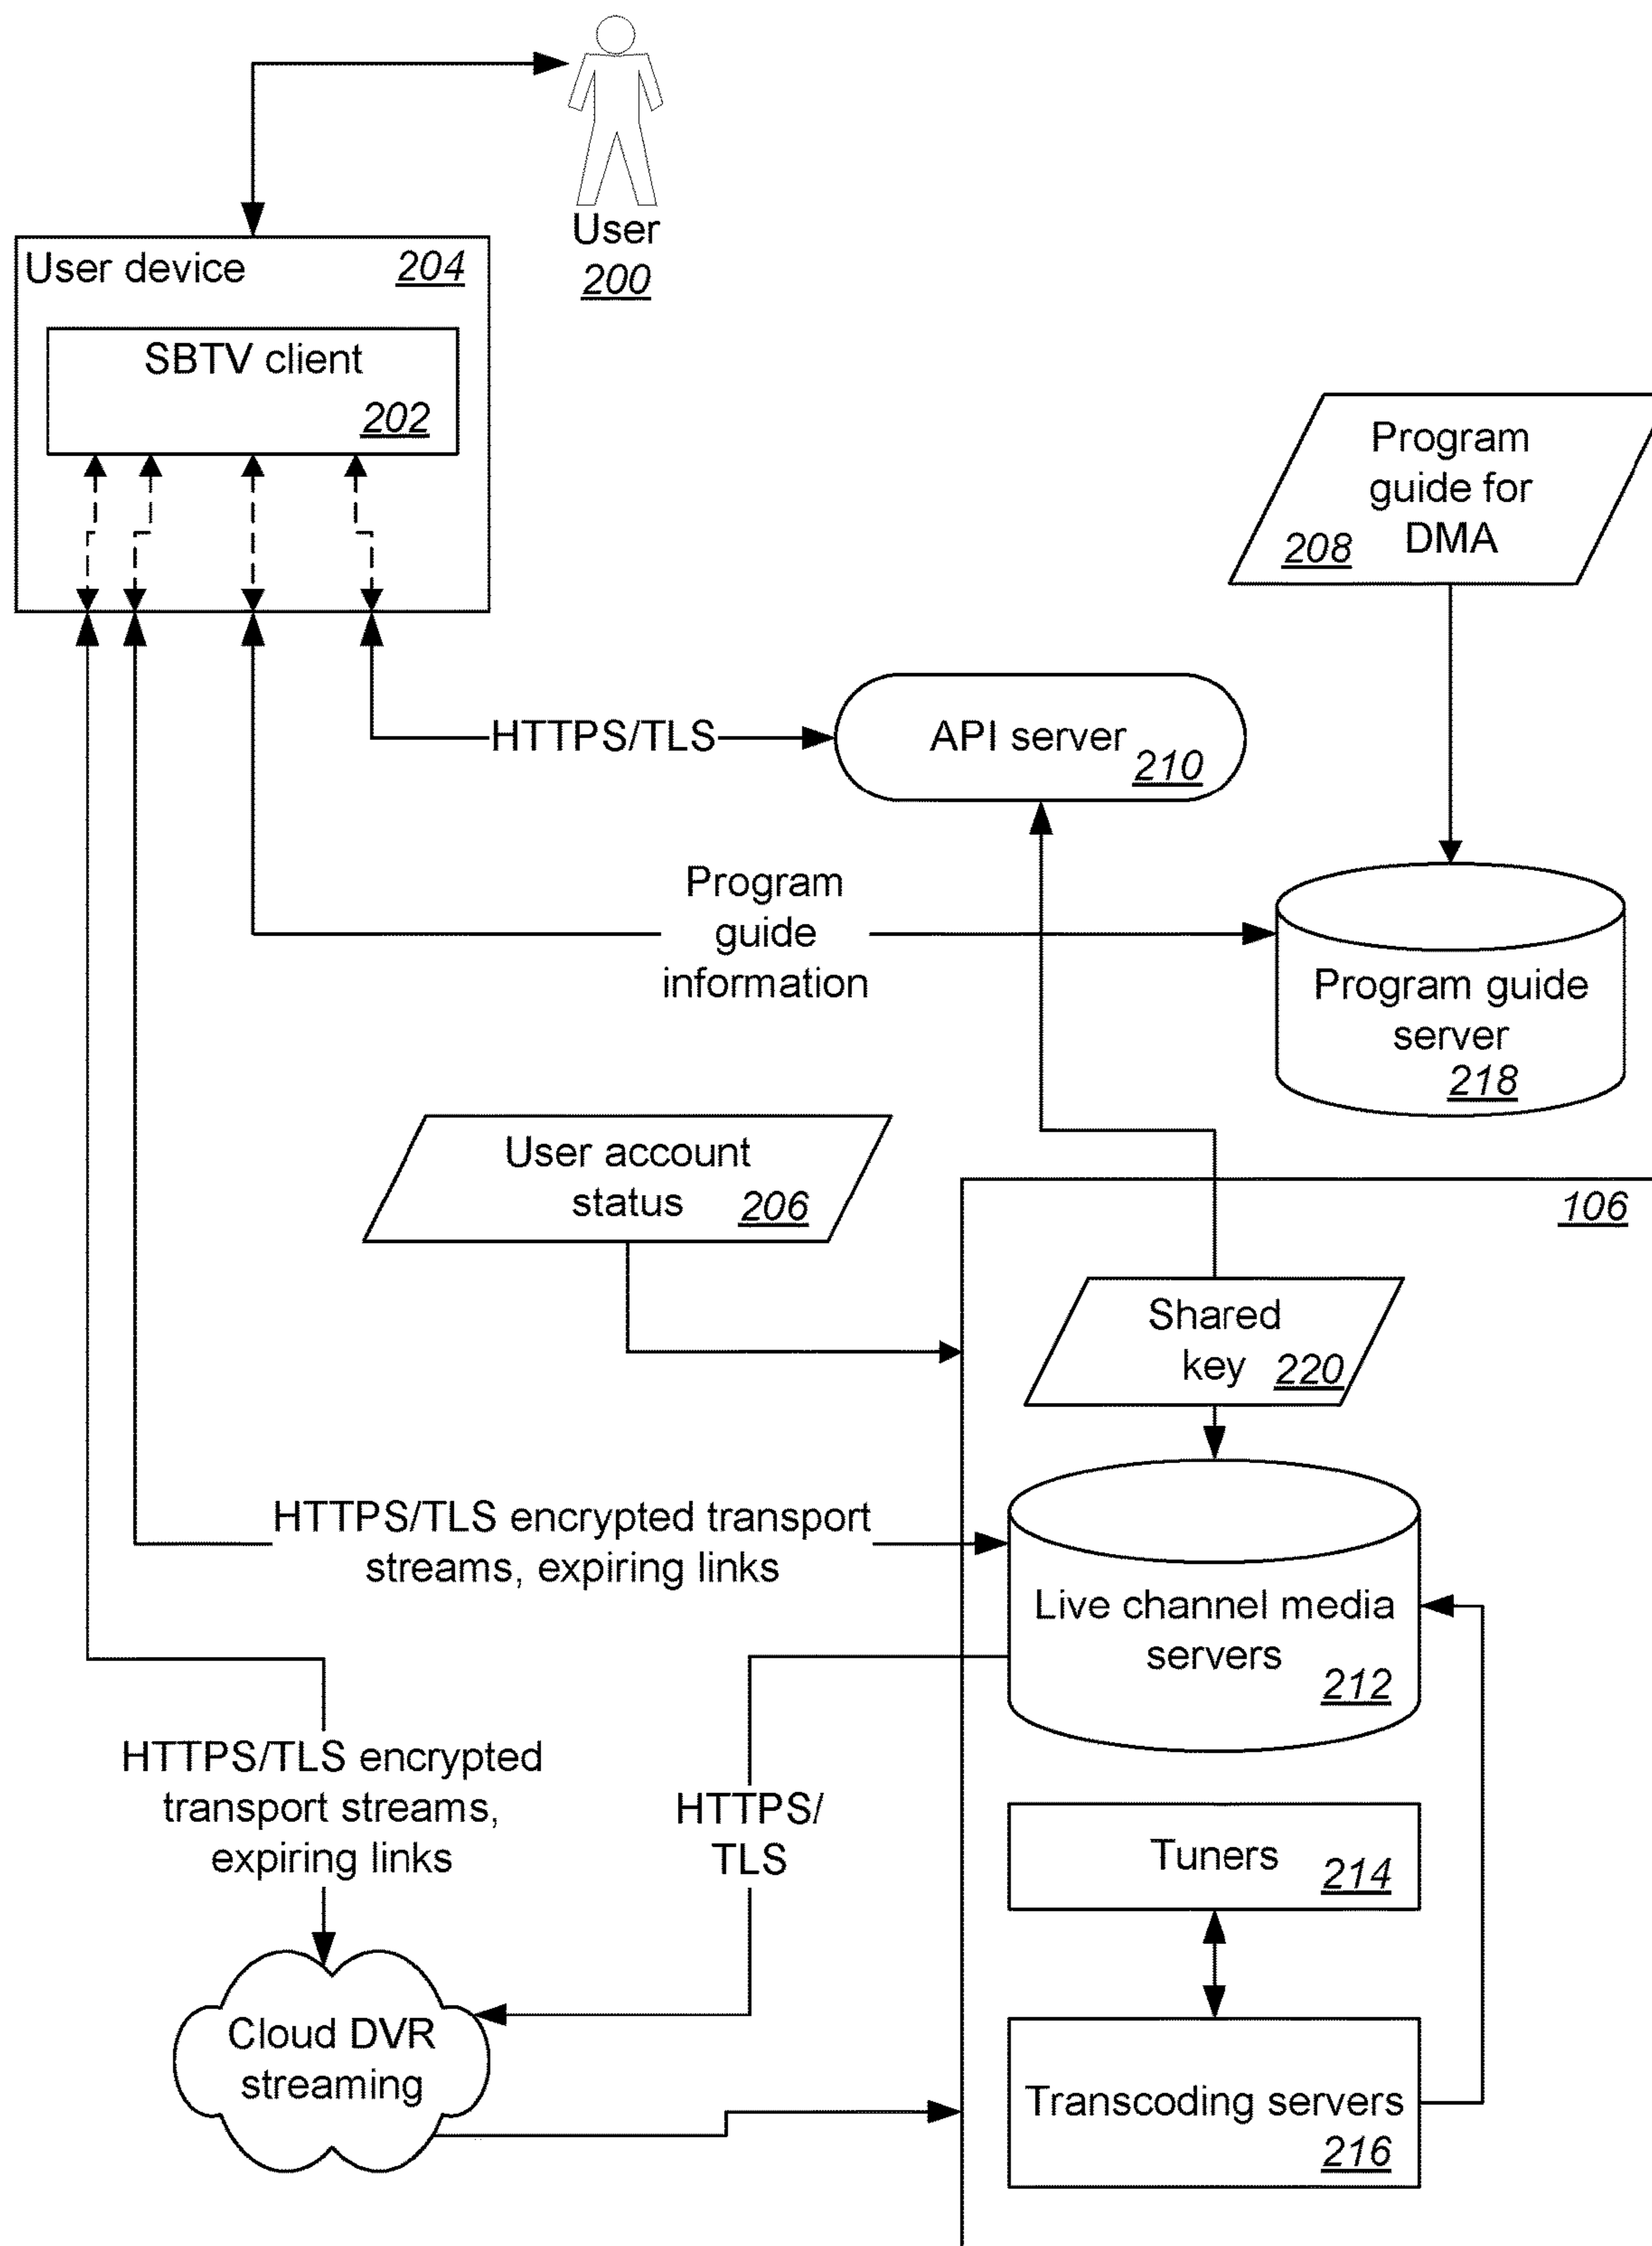 User
200
User device 204
SBTV client
202
Program
guide for
208 DMA
HTTPS/TLS
API server
210
Program
guide
information
Program guide
server
218
User account
status 206
106
Shared
key 220
HTTPS/TLS encrypted transport
streams, expiring links
Live channel media
servers
212
HTTPS/TLS encrypted
transport streams,
expiring links
HTTPS/
TLS
Tuners
214
Cloud DVR
streaming
Transcoding servers
216